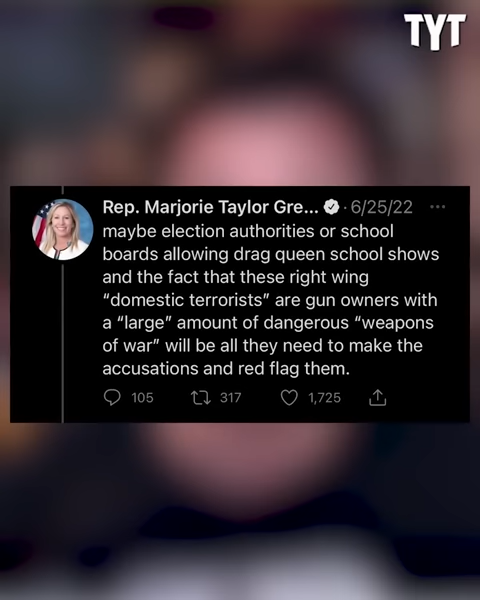 TYT
Rep. Marjorie Taylor Gre... · 6/25/22 ...
maybe election authorities or school
boards allowing drag queen school shows
and the fact that these right wing
“domestic terrorists” are gun owners with
a “large” amount of dangerous “weapons
of war” will be all they need to make the
accusations and red flag them.
105 317 1,725